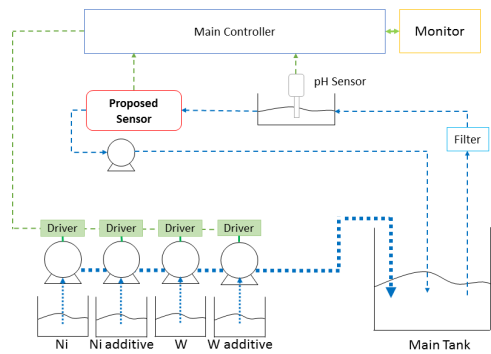 Main Controller
Monitor
pH Sensor
Proposed
Sensor
Filter
Driver
Driver
Driver
Driver
Ni
Ni additive
W
W additive
Main Tank